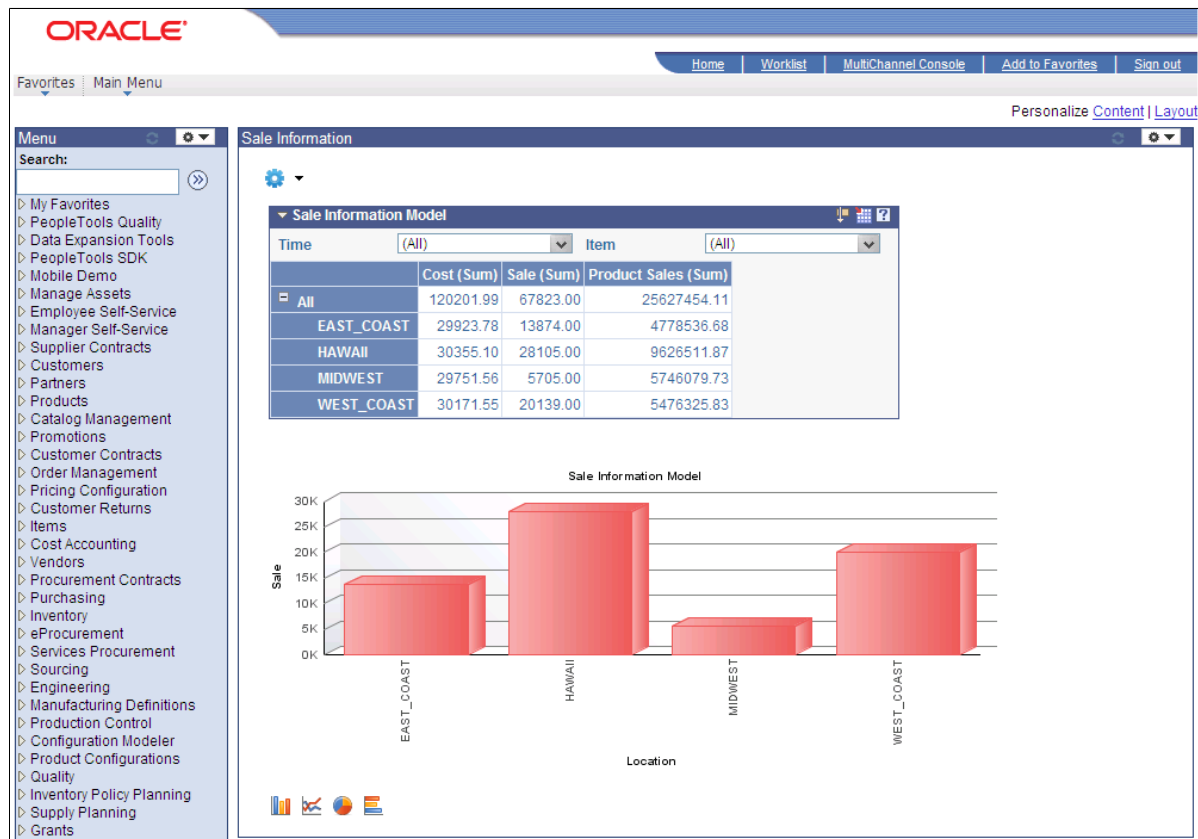 ORACLE
Home | Worklist | MultiChannel Console | Add to Favorites | Sign out
Favorites Main Menu
Personalize Content | Layout
Menu
Search:
My Favorites
PeopleTools Quality
Data Expansion Tools
PeopleTools SDK
Mobile Demo
Manage Assets
Employee Self-Service
Manager Self-Service
Supplier Contracts
Customers
Partners
Products
Catalog Management
Promotions
Customer Contracts
Order Management
Pricing Configuration
Customer Returns
Items
Cost Accounting
Vendors
Procurement Contracts
Purchasing
Inventory
eProcurement
Services Procurement
Sourcing
Engineering
Manufacturing Definitions
Production Control
Configuration Modeler
Product Configurations
Quality
Inventory Policy Planning
Supply Planning
Grants
Sale Information
Sale Information Model
Time (All) Item (All)
Cost (Sum) Sale (Sum) Product Sales (Sum)
All 120201.99 67823.00 25627454.11
EAST_COAST 29923.78 13874.00 4778536.68
HAWAII 30355.10 28105.00 9626511.87
MIDWEST 29751.56 5705.00 5746079.73
WEST_COAST 30171.55 20139.00 5476325.83
Sale Information Model
30K
25K
20K
15K
10K
5K
0K
Sale
EAST_COAST
HAWAII
MIDWEST
WEST_COAST
Location